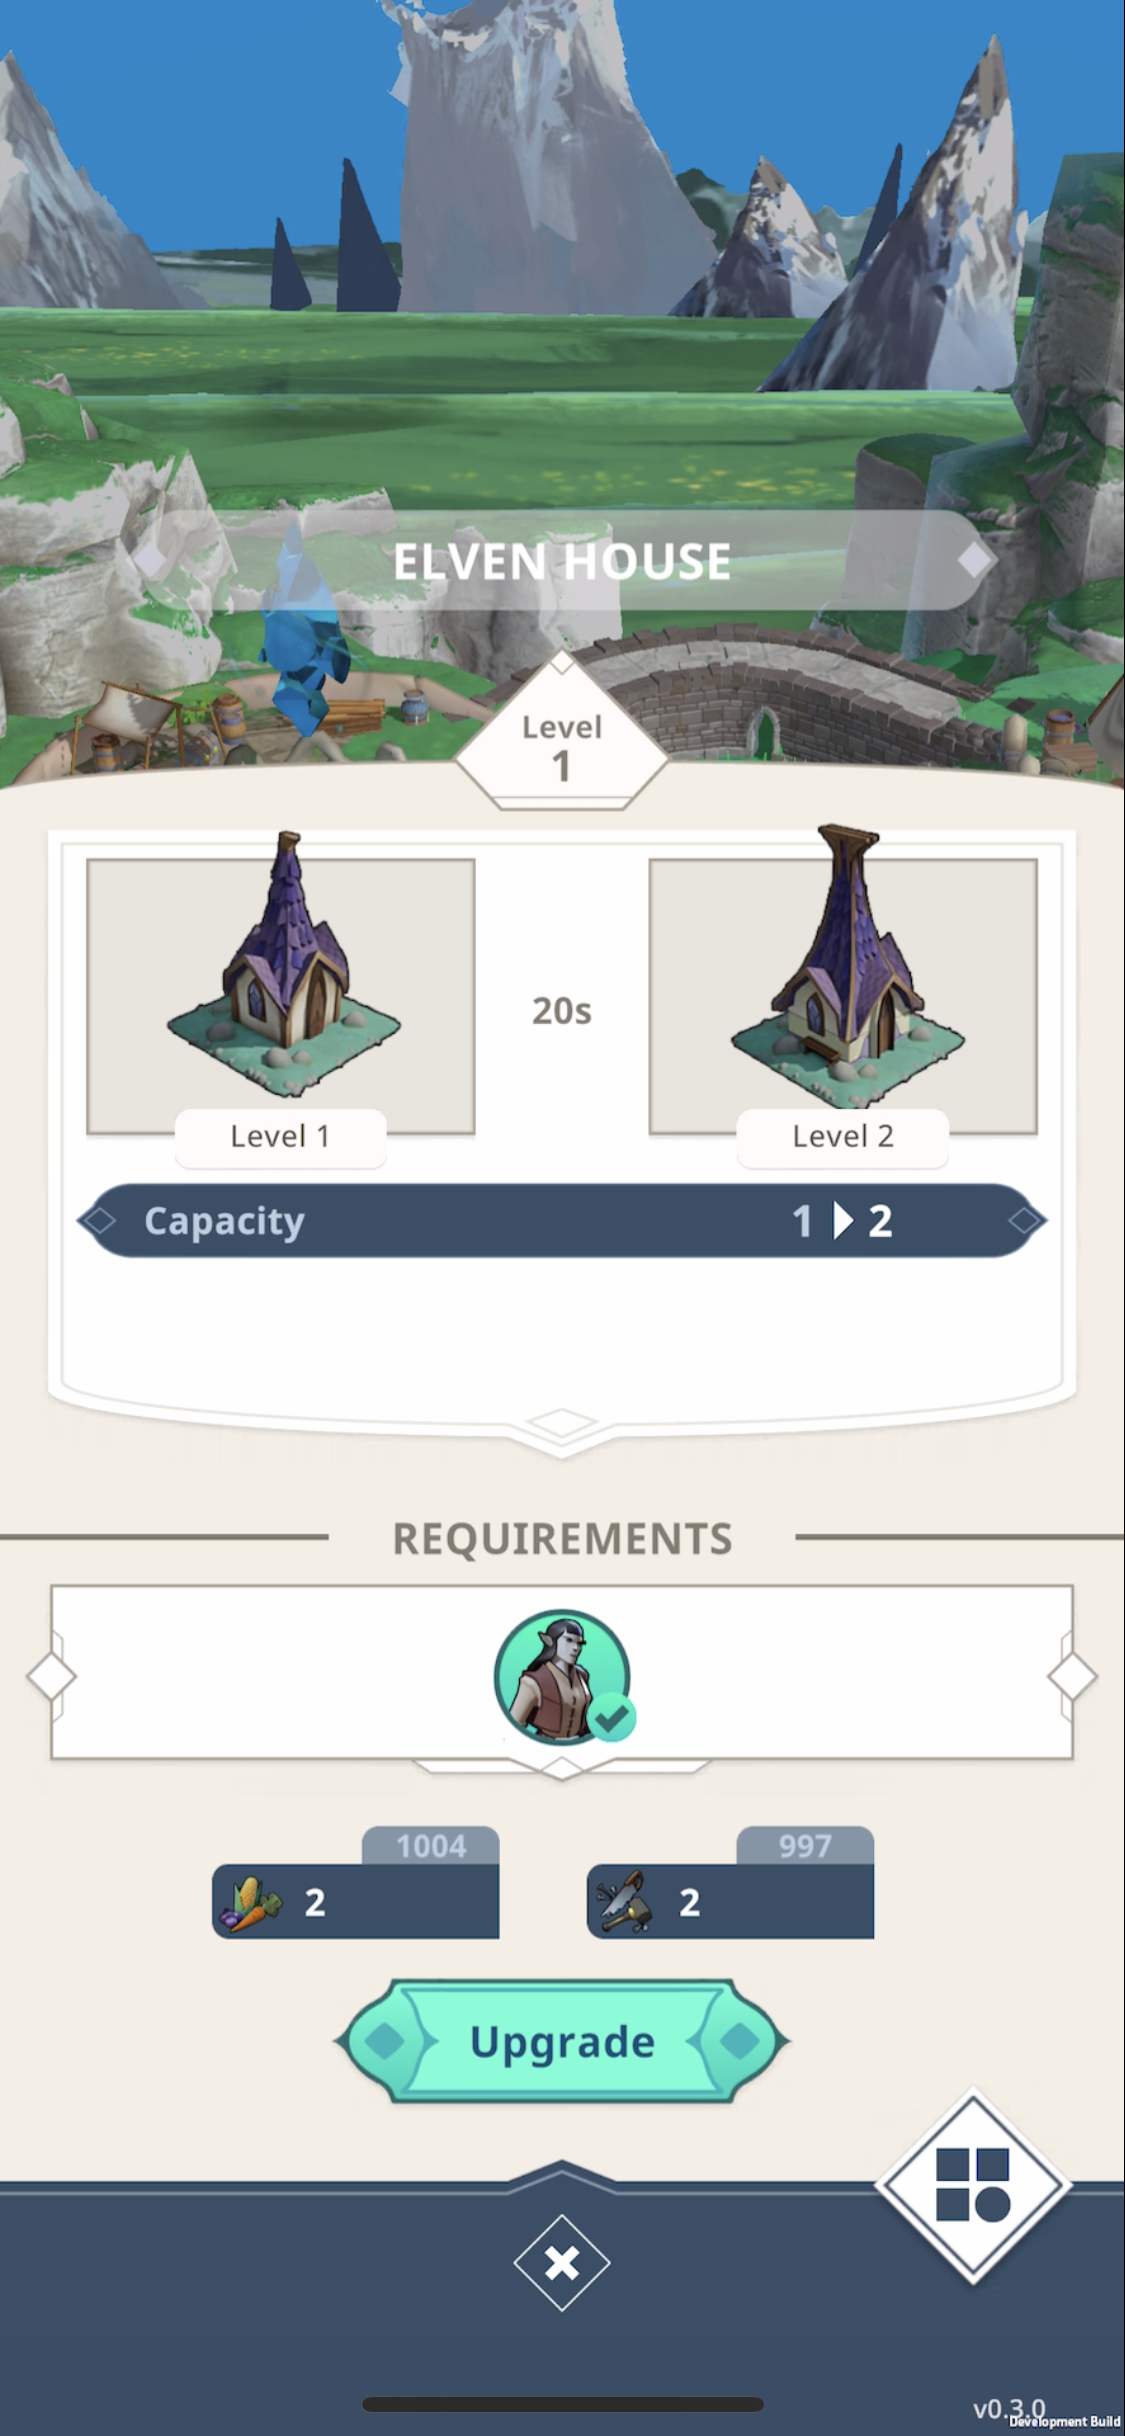 ELVEN HOUSE
Level
1
20s
Level 1
Level 2
Capacity
1 2
REQUIREMENTS
1004
997
2
2
Upgrade
v0.3.0
Development Build